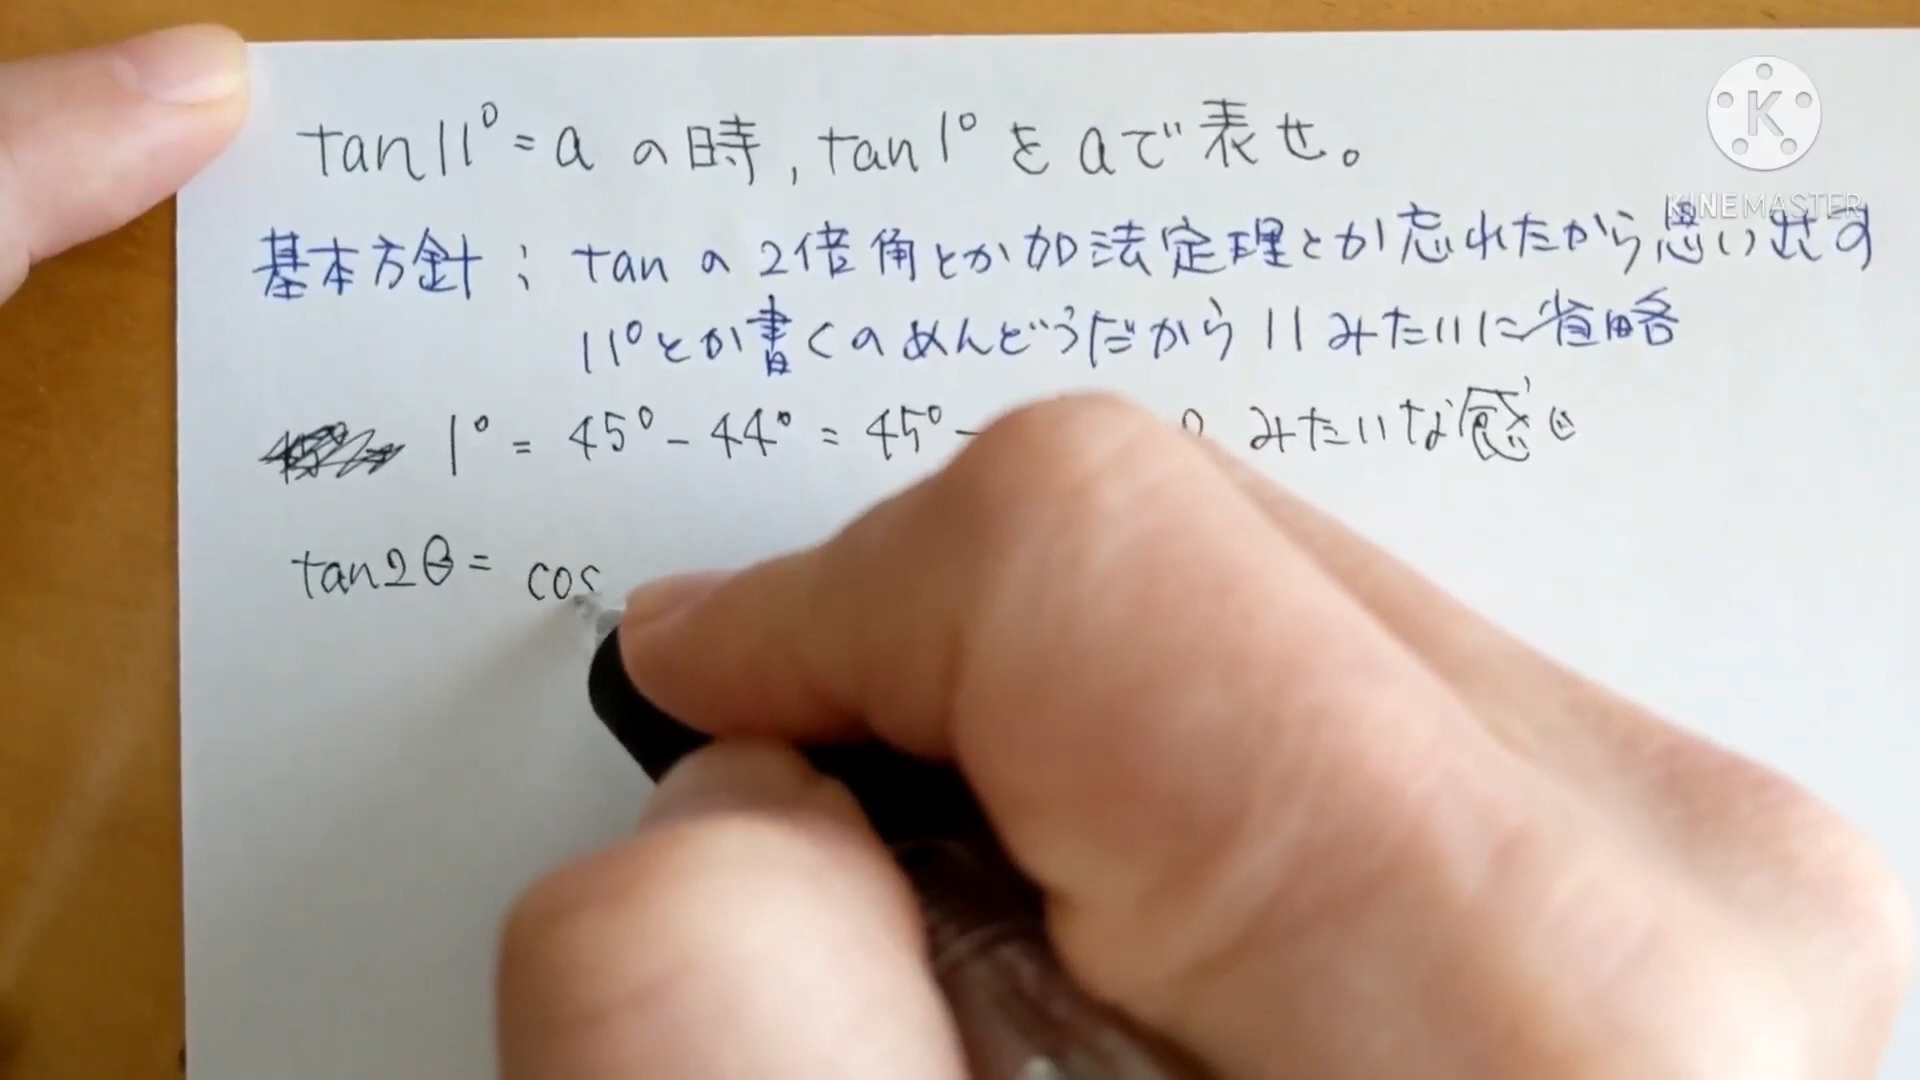 tan11°=a の時,tan1°をaで表せ。
K
KINEMASTER
基本方針; tanの2倍角とか加法定理とか忘れたから思い出す
11°とか書くのめんどうだから11みたいに省略
1° = 45°-44° = 45°- みたいな感じ
tan2θ= cos